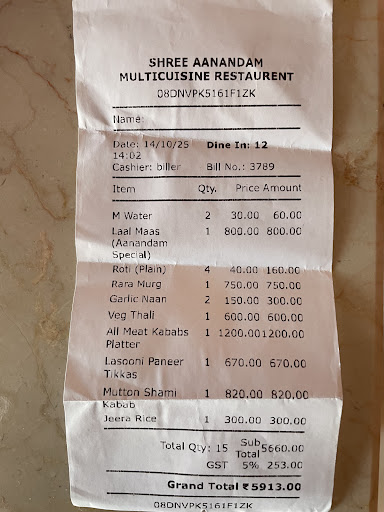 SHREE AANANDAM
MULTICUISINE RESTAURENT
08DNVPK5161F1ZK
Name:
Date: 14/10/25 Dine In: 12
14:02
Cashier: biller Bill No.: 3789
Item Qty. Price Amount
M Water 2 30.00 60.00
Laal Maas 1 800.00 800.00
(Aanandam
Special)
Roti (Plain) 4 40.00 160.00
Rara Murg 1 750.00 750.00
Garlic Naan 2 150.00 300.00
Veg Thali 1 600.00 600.00
All Meat Kababs 1 1200.001200.00
Platter
Lasooni Paneer 1 670.00 670.00
Tikkas
Mutton Shami 1 820.00 820.00
Kabab
Jeera Rice 1 300.00 300.00
Total Qty: 15 Sub Total 5660.00
GST 5% 253.00
Grand Total ₹5913.00
08DNVPK5161F1ZK